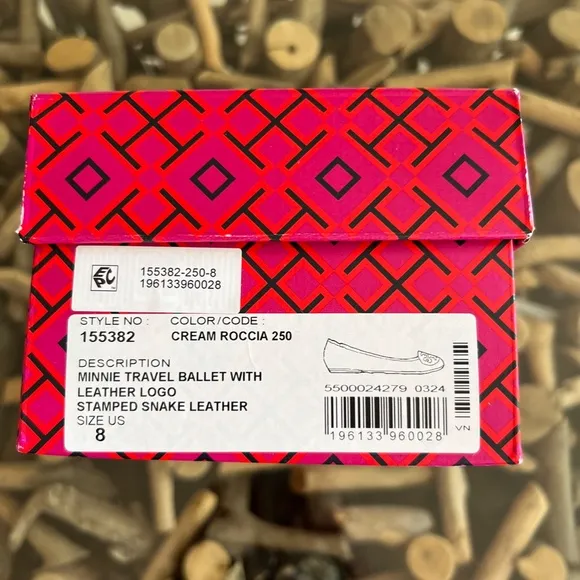 155382-250-8
196133960028
STYLE NO : COLOR/CODE :
155382 CREAM ROCCIA 250
DESCRIPTION
MINNIE TRAVEL BALLET WITH
LEATHER LOGO
STAMPED SNAKE LEATHER
SIZE US
8
5500024279 0324
196133 960028
VN